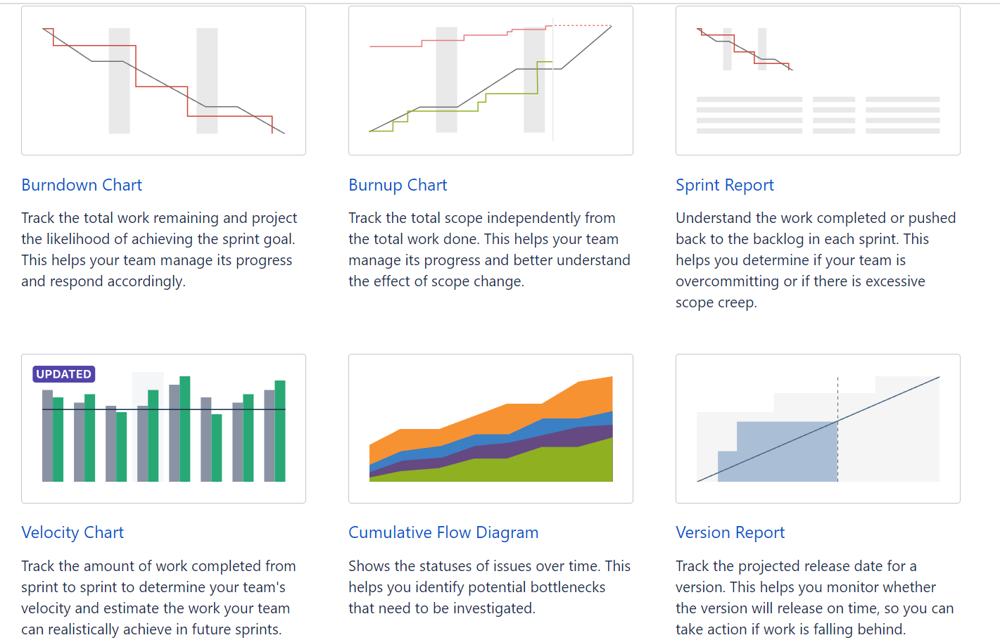 Burndown Chart
Track the total work remaining and project
the likelihood of achieving the sprint goal.
This helps your team manage its progress
and respond accordingly.
Burnup Chart
Track the total scope independently from
the total work done. This helps your team
manage its progress and better understand
the effect of scope change.
Sprint Report
Understand the work completed or pushed
back to the backlog in each sprint. This
helps you determine if your team is
overcommitting or if there is excessive
scope creep.
UPDATED
Velocity Chart
Track the amount of work completed from
sprint to sprint to determine your team's
velocity and estimate the work your team
can realistically achieve in future sprints.
Cumulative Flow Diagram
Shows the statuses of issues over time. This
helps you identify potential bottlenecks
that need to be investigated.
Version Report
Track the projected release date for a
version. This helps you monitor whether
the version will release on time, so you can
take action if work is falling behind.